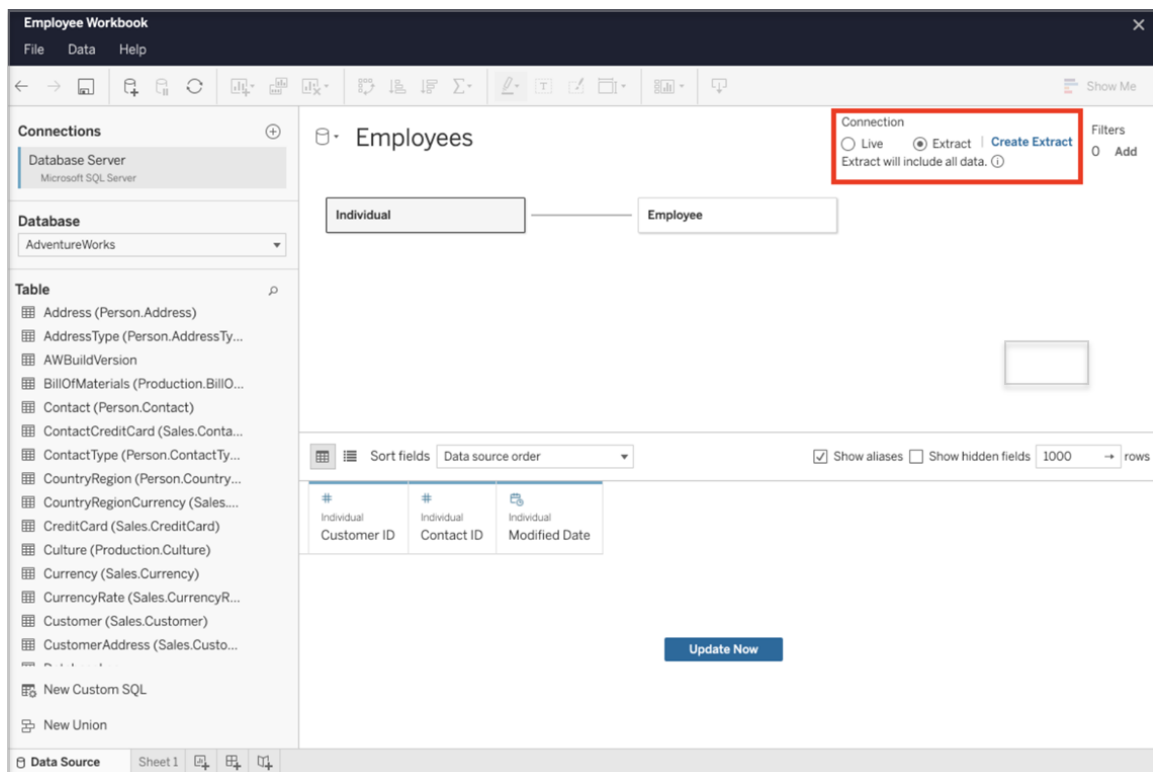 Employee Workbook
File Data Help
Show Me
Connections
Database Server
Microsoft SQL Server
Database
AdventureWorks
Table
Address (Person.Address)
AddressType (Person.AddressTy...
AWBuildVersion
BillOfMaterials (Production.BillO...
Contact (Person.Contact)
ContactCreditCard (Sales.Conta...
ContactType (Person.ContactTy...
CountryRegion (Person.Country...
CountryRegionCurrency (Sales....
CreditCard (Sales.CreditCard)
Culture (Production.Culture)
Currency (Sales.Currency)
CurrencyRate (Sales.CurrencyR...
Customer (Sales.Customer)
CustomerAddress (Sales.Custo...
New Custom SQL
New Union
Employees
Connection
Live Extract Create Extract
Extract will include all data.
Filters
0 Add
Individual Employee
Sort fields Data source order Show aliases Show hidden fields 1000 → rows
# # 
Individual Individual Individual
Customer ID Contact ID Modified Date
Update Now
Data Source Sheet 1